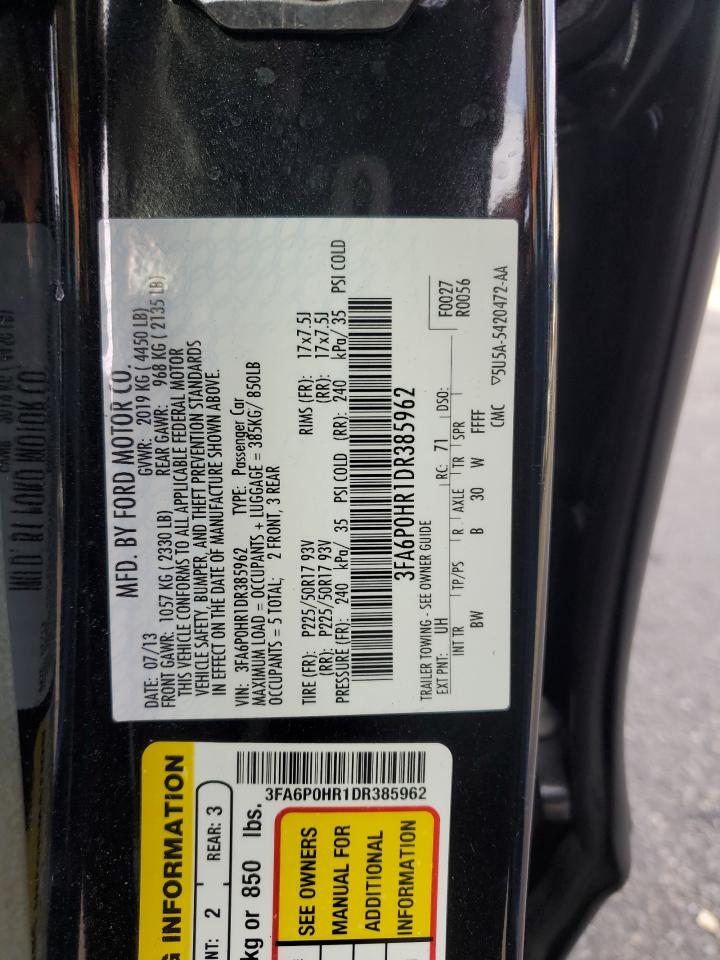 MFD. BY FORD MOTOR CO.
DATE: 07/13 GVWR: 2019 KG ( 4450 LB)
FRONT GAWR: 1057 KG ( 2330 LB) REAR GAWR: 968 KG ( 2135 LB)
THIS VEHICLE CONFORMS TO ALL APPLICABLE FEDERAL MOTOR
VEHICLE SAFETY, BUMPER, AND THEFT PREVENTION STANDARDS
IN EFFECT ON THE DATE OF MANUFACTURE SHOWN ABOVE.
VIN: 3FA6P0HR1DR385962 TYPE: Passenger Car
MAXIMUM LOAD = OCCUPANTS + LUGGAGE = 385KG/ 850LB
OCCUPANTS = 5 TOTAL; 2 FRONT, 3 REAR
TIRE (FR): P225/50R17 93V RIMS (FR): 17x7.5J
(RR): P225/50R17 93V (RR): 17x7.5J
PRESSURE (FR): 240 kPa/ 35 PSI COLD (RR): 240 kPa/ 35 PSI COLD
3FA6P0HR1DR385962
TRAILER TOWING - SEE OWNER GUIDE F0027
EXT PNT: UH RC: 71 DSO: R0056
INT TR TP/PS R AXLE TR SPR
BW B 30 W FFFF
CMC ▽5U5A-5420472-AA
G INFORMATION
NT: 2 REAR: 3
kg or 850 lbs.
3FA6P0HR1DR385962
SEE OWNERS
MANUAL FOR
ADDITIONAL
INFORMATION